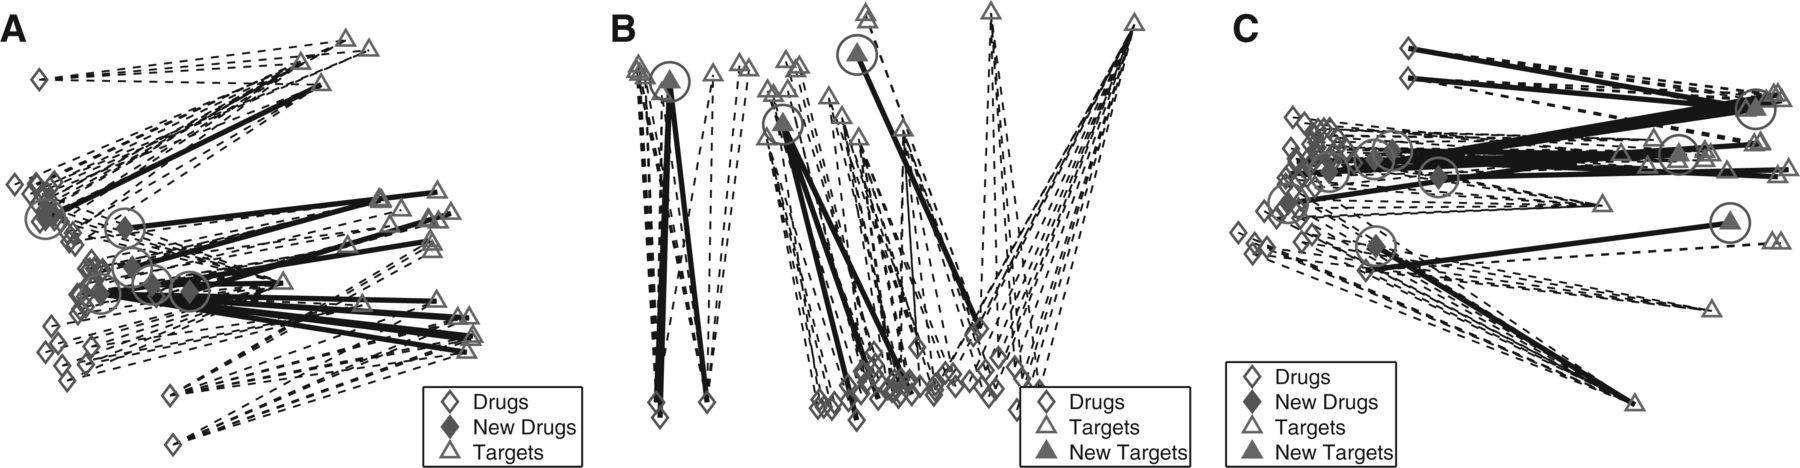 A
B
C
Drugs
New Drugs
Targets
Drugs
Targets
New Targets
Drugs
New Drugs
Targets
New Targets